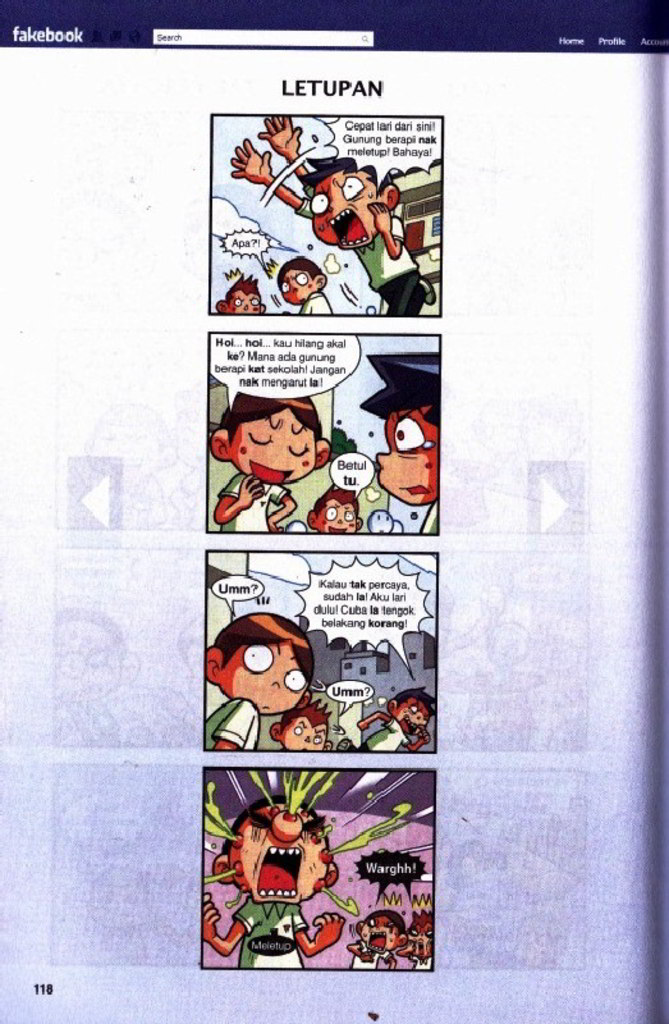 fakebook
Search
Home Profile Accou
LETUPAN
Cepat lari dari sini!
Gunung berapi nak
meletup! Bahaya!
Apa?!
Hoi... hoi... kau hilang akal
ke? Mana ada gunung
berapi kat sekolah! Jangan
nak mengarut la!
Betul
tu.
Umm?
Kalau tak percaya,
sudah la! Aku lari
dulu! Cuba la tengok
belakang korang!
Umm?
Warghh!
Meletup
118